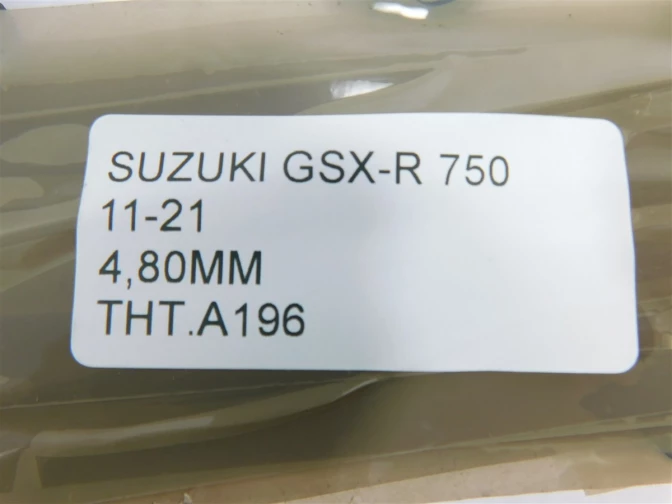 SUZUKI GSX-R 750
11-21
4,80MM
THT.A196